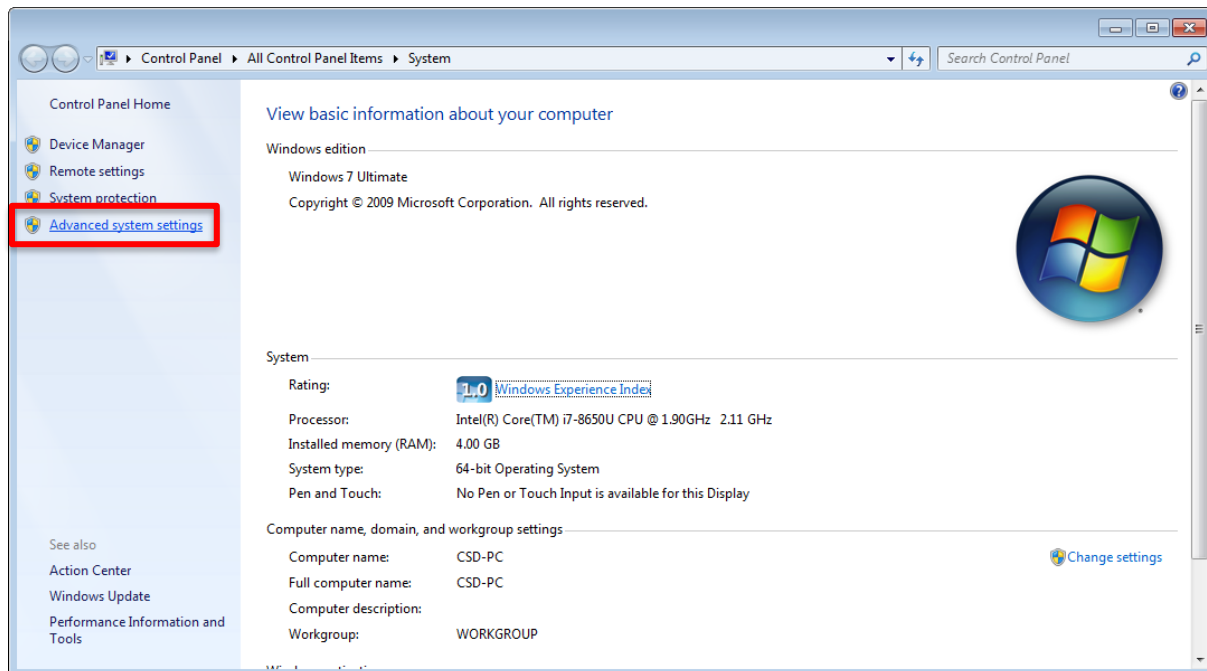 Control Panel ▸ All Control Panel Items ▸ System
Search Control Panel
Control Panel Home
Device Manager
Remote settings
System protection
Advanced system settings
See also
Action Center
Windows Update
Performance Information and
Tools
View basic information about your computer
Windows edition
Windows 7 Ultimate
Copyright © 2009 Microsoft Corporation. All rights reserved.
System
Rating: 1.0 Windows Experience Index
Processor: Intel(R) Core(TM) i7-8650U CPU @ 1.90GHz 2.11 GHz
Installed memory (RAM): 4.00 GB
System type: 64-bit Operating System
Pen and Touch: No Pen or Touch Input is available for this Display
Computer name, domain, and workgroup settings
Computer name: CSD-PC
Change settings
Full computer name: CSD-PC
Computer description:
Workgroup: WORKGROUP